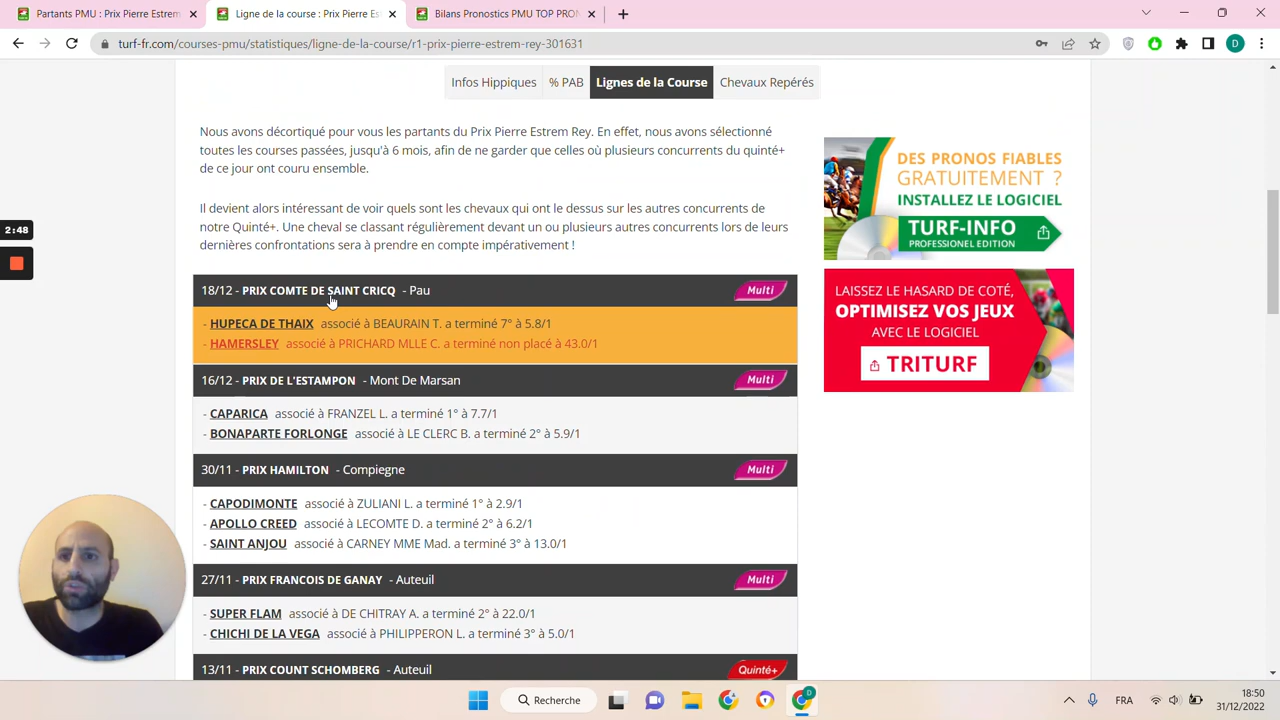 Partants PMU : Prix Pierre Estrem
Ligne de la course : Prix Pierre Es
Bilans Pronostics PMU TOP PRON
turf-fr.com/courses-pmu/statistiques/ligne-de-la-course/r1-prix-pierre-estrem-rey-301631
D
Infos Hippiques
% PAB
Lignes de la Course
Chevaux Repérés
Nous avons décortiqué pour vous les partants du Prix Pierre Estrem Rey. En effet, nous avons sélectionné
toutes les courses passées, jusqu'à 6 mois, afin de ne garder que celles où plusieurs concurrents du quinté+
de ce jour ont couru ensemble.
Il devient alors intéressant de voir quels sont les chevaux qui ont le dessus sur les autres concurrents de
notre Quinté+. Une cheval se classant régulièrement devant un ou plusieurs autres concurrents lors de leurs
dernières confrontations sera à prendre en compte impérativement !
18/12 - PRIX COMTE DE SAINT CRICQ - Pau
Multi
- HUPECA DE THAIX associé à BEAURAIN T. a terminé 7° à 5.8/1
- HAMERSLEY associé à PRICHARD MLLE C. a terminé non placé à 43.0/1
16/12 - PRIX DE L'ESTAMPON - Mont De Marsan
Multi
- CAPARICA associé à FRANZEL L. a terminé 1° à 7.7/1
- BONAPARTE FORLONGE associé à LE CLERC B. a terminé 2° à 5.9/1
30/11 - PRIX HAMILTON - Compiegne
Multi
- CAPODIMONTE associé à ZULIANI L. a terminé 1° à 2.9/1
- APOLLO CREED associé à LECOMTE D. a terminé 2° à 6.2/1
- SAINT ANJOU associé à CARNEY MME Mad. a terminé 3° à 13.0/1
27/11 - PRIX FRANCOIS DE GANAY - Auteuil
Multi
- SUPER FLAM associé à DE CHITRAY A. a terminé 2° à 22.0/1
- CHICHI DE LA VEGA associé à PHILIPPERON L. a terminé 3° à 5.0/1
13/11 - PRIX COUNT SCHOMBERG - Auteuil
Quinté+
DES PRONOS FIABLES
GRATUITEMENT ?
INSTALLEZ LE LOGICIEL
TURF-INFO
PROFESIONNEL EDITION
LAISSEZ LE HASARD DE COTÉ,
OPTIMISEZ VOS JEUX
AVEC LE LOGICIEL
TRITURF
2:48
Recherche
D
FRA
18:50
31/12/2022